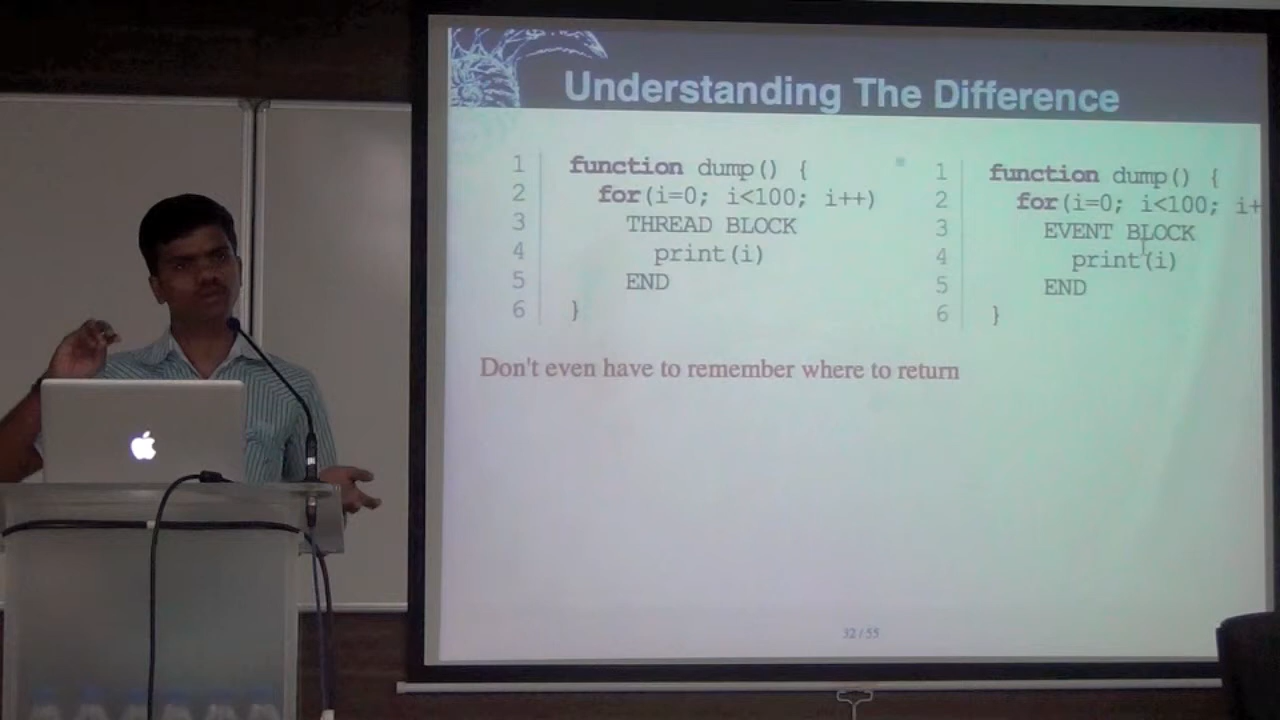 Understanding The Difference
1 function dump() {
2 for(i=0; i<100; i++)
3 THREAD BLOCK
4 print(i)
5 END
6 }
1 function dump() {
2 for(i=0; i<100; i+
3 EVENT BLOCK
4 print(i)
5 END
6 }
Don't even have to remember where to return
32 / 55